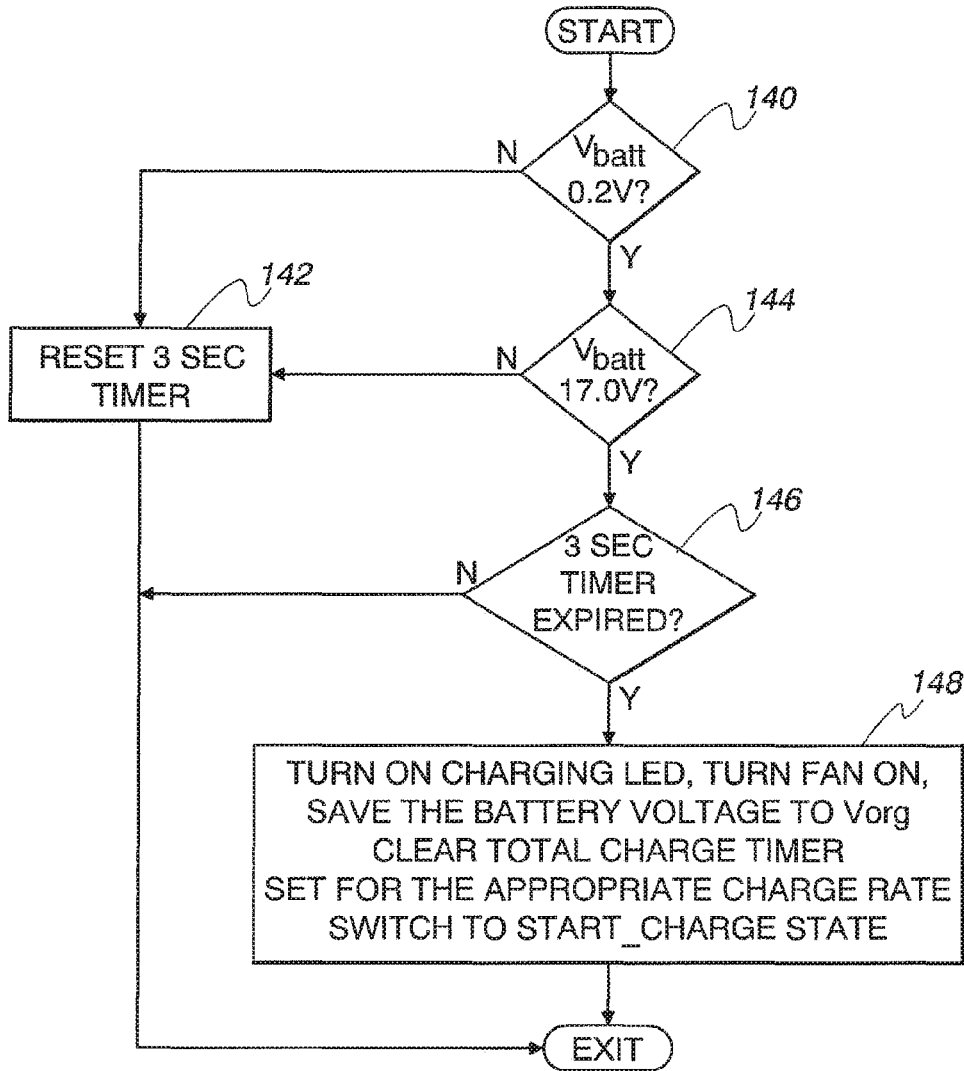 START
140
N
Vbatt
0.2V?
Y
142
144
RESET 3 SEC
TIMER
N
Vbatt
17.0V?
Y
146
N
3 SEC
TIMER
EXPIRED?
Y
148
TURN ON CHARGING LED, TURN FAN ON,
SAVE THE BATTERY VOLTAGE TO Vorg
CLEAR TOTAL CHARGE TIMER
SET FOR THE APPROPRIATE CHARGE RATE
SWITCH TO START_CHARGE STATE
EXIT